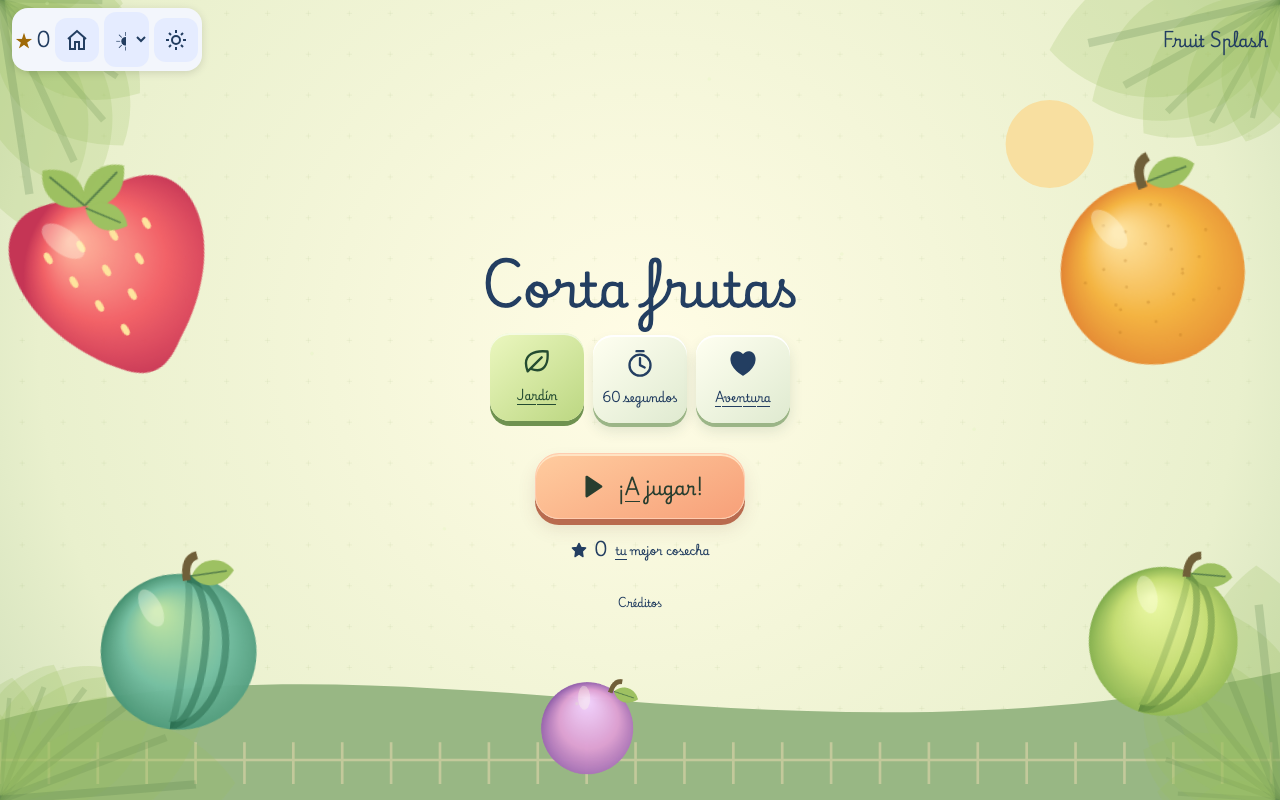 0
Fruit Splash
Corta frutas
Jardín
60 segundos
Aventura
¡A jugar!
0 tu mejor cosecha
Créditos